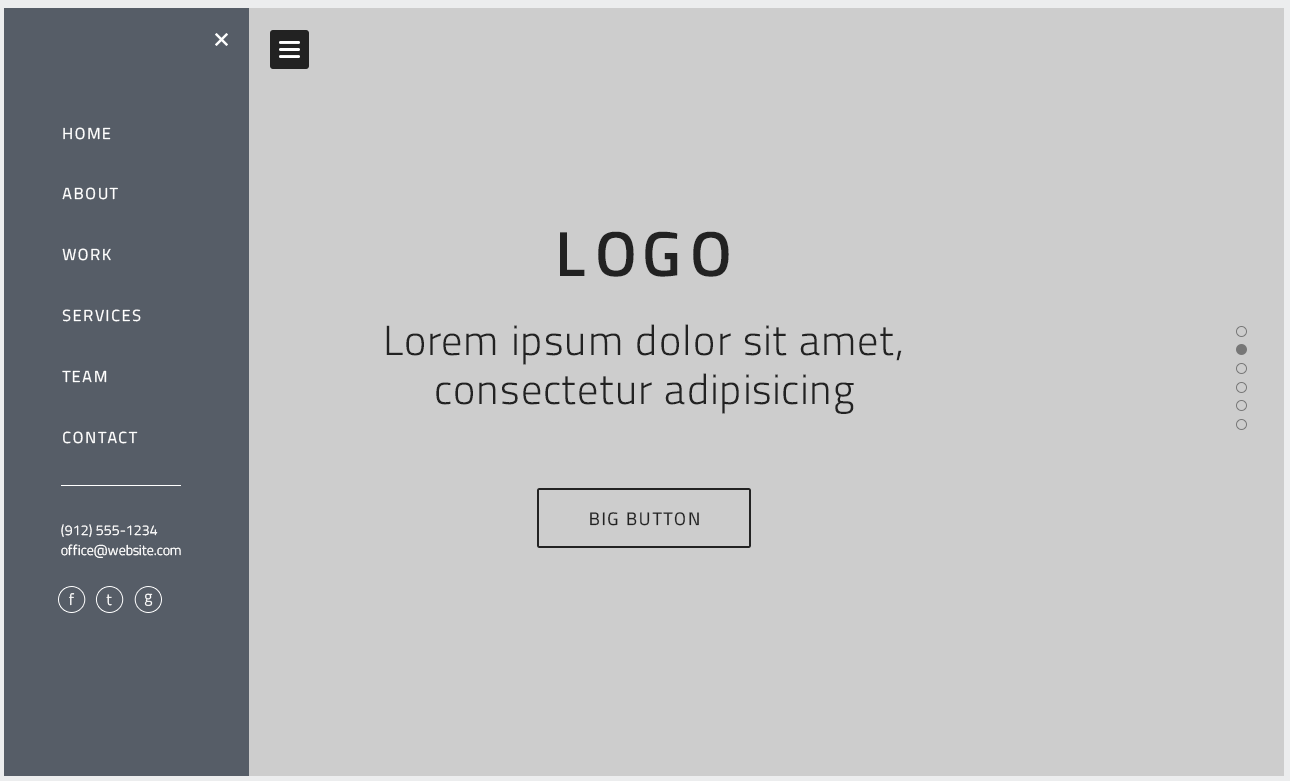 HOME
ABOUT
WORK
SERVICES
TEAM
CONTACT
(912) 555-1234
office@website.com
f t g
LOGO
Lorem ipsum dolor sit amet,
consectetur adipisicing
BIG BUTTON